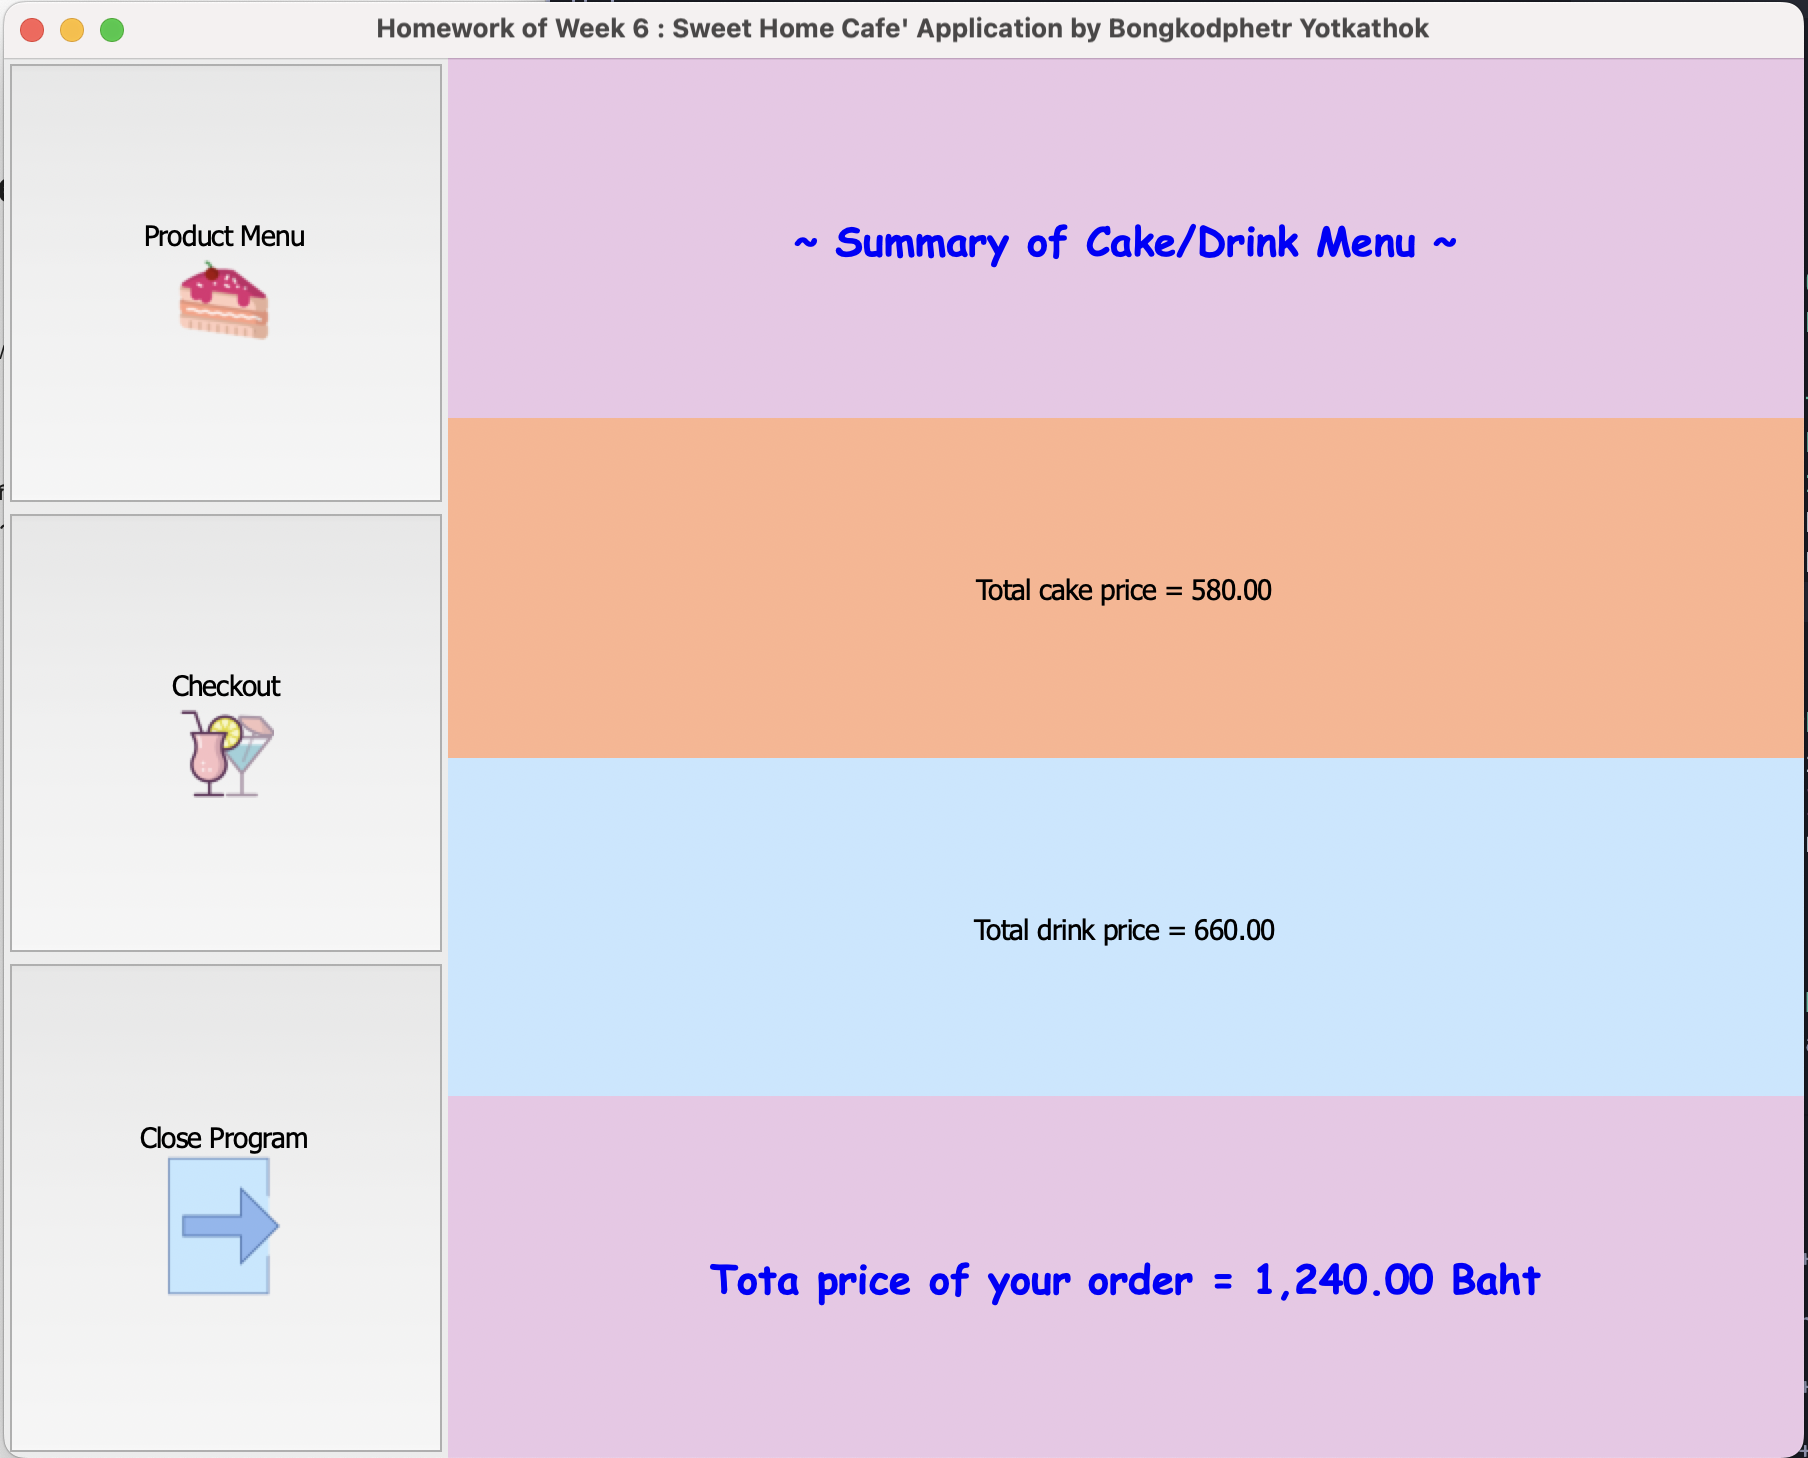 Homework of Week 6 : Sweet Home Cafe' Application by Bongkodphetr Yotkathok
Product Menu
Checkout
Close Program
~ Summary of Cake/Drink Menu ~
Total cake price = 580.00
Total drink price = 660.00
Tota price of your order = 1,240.00 Baht